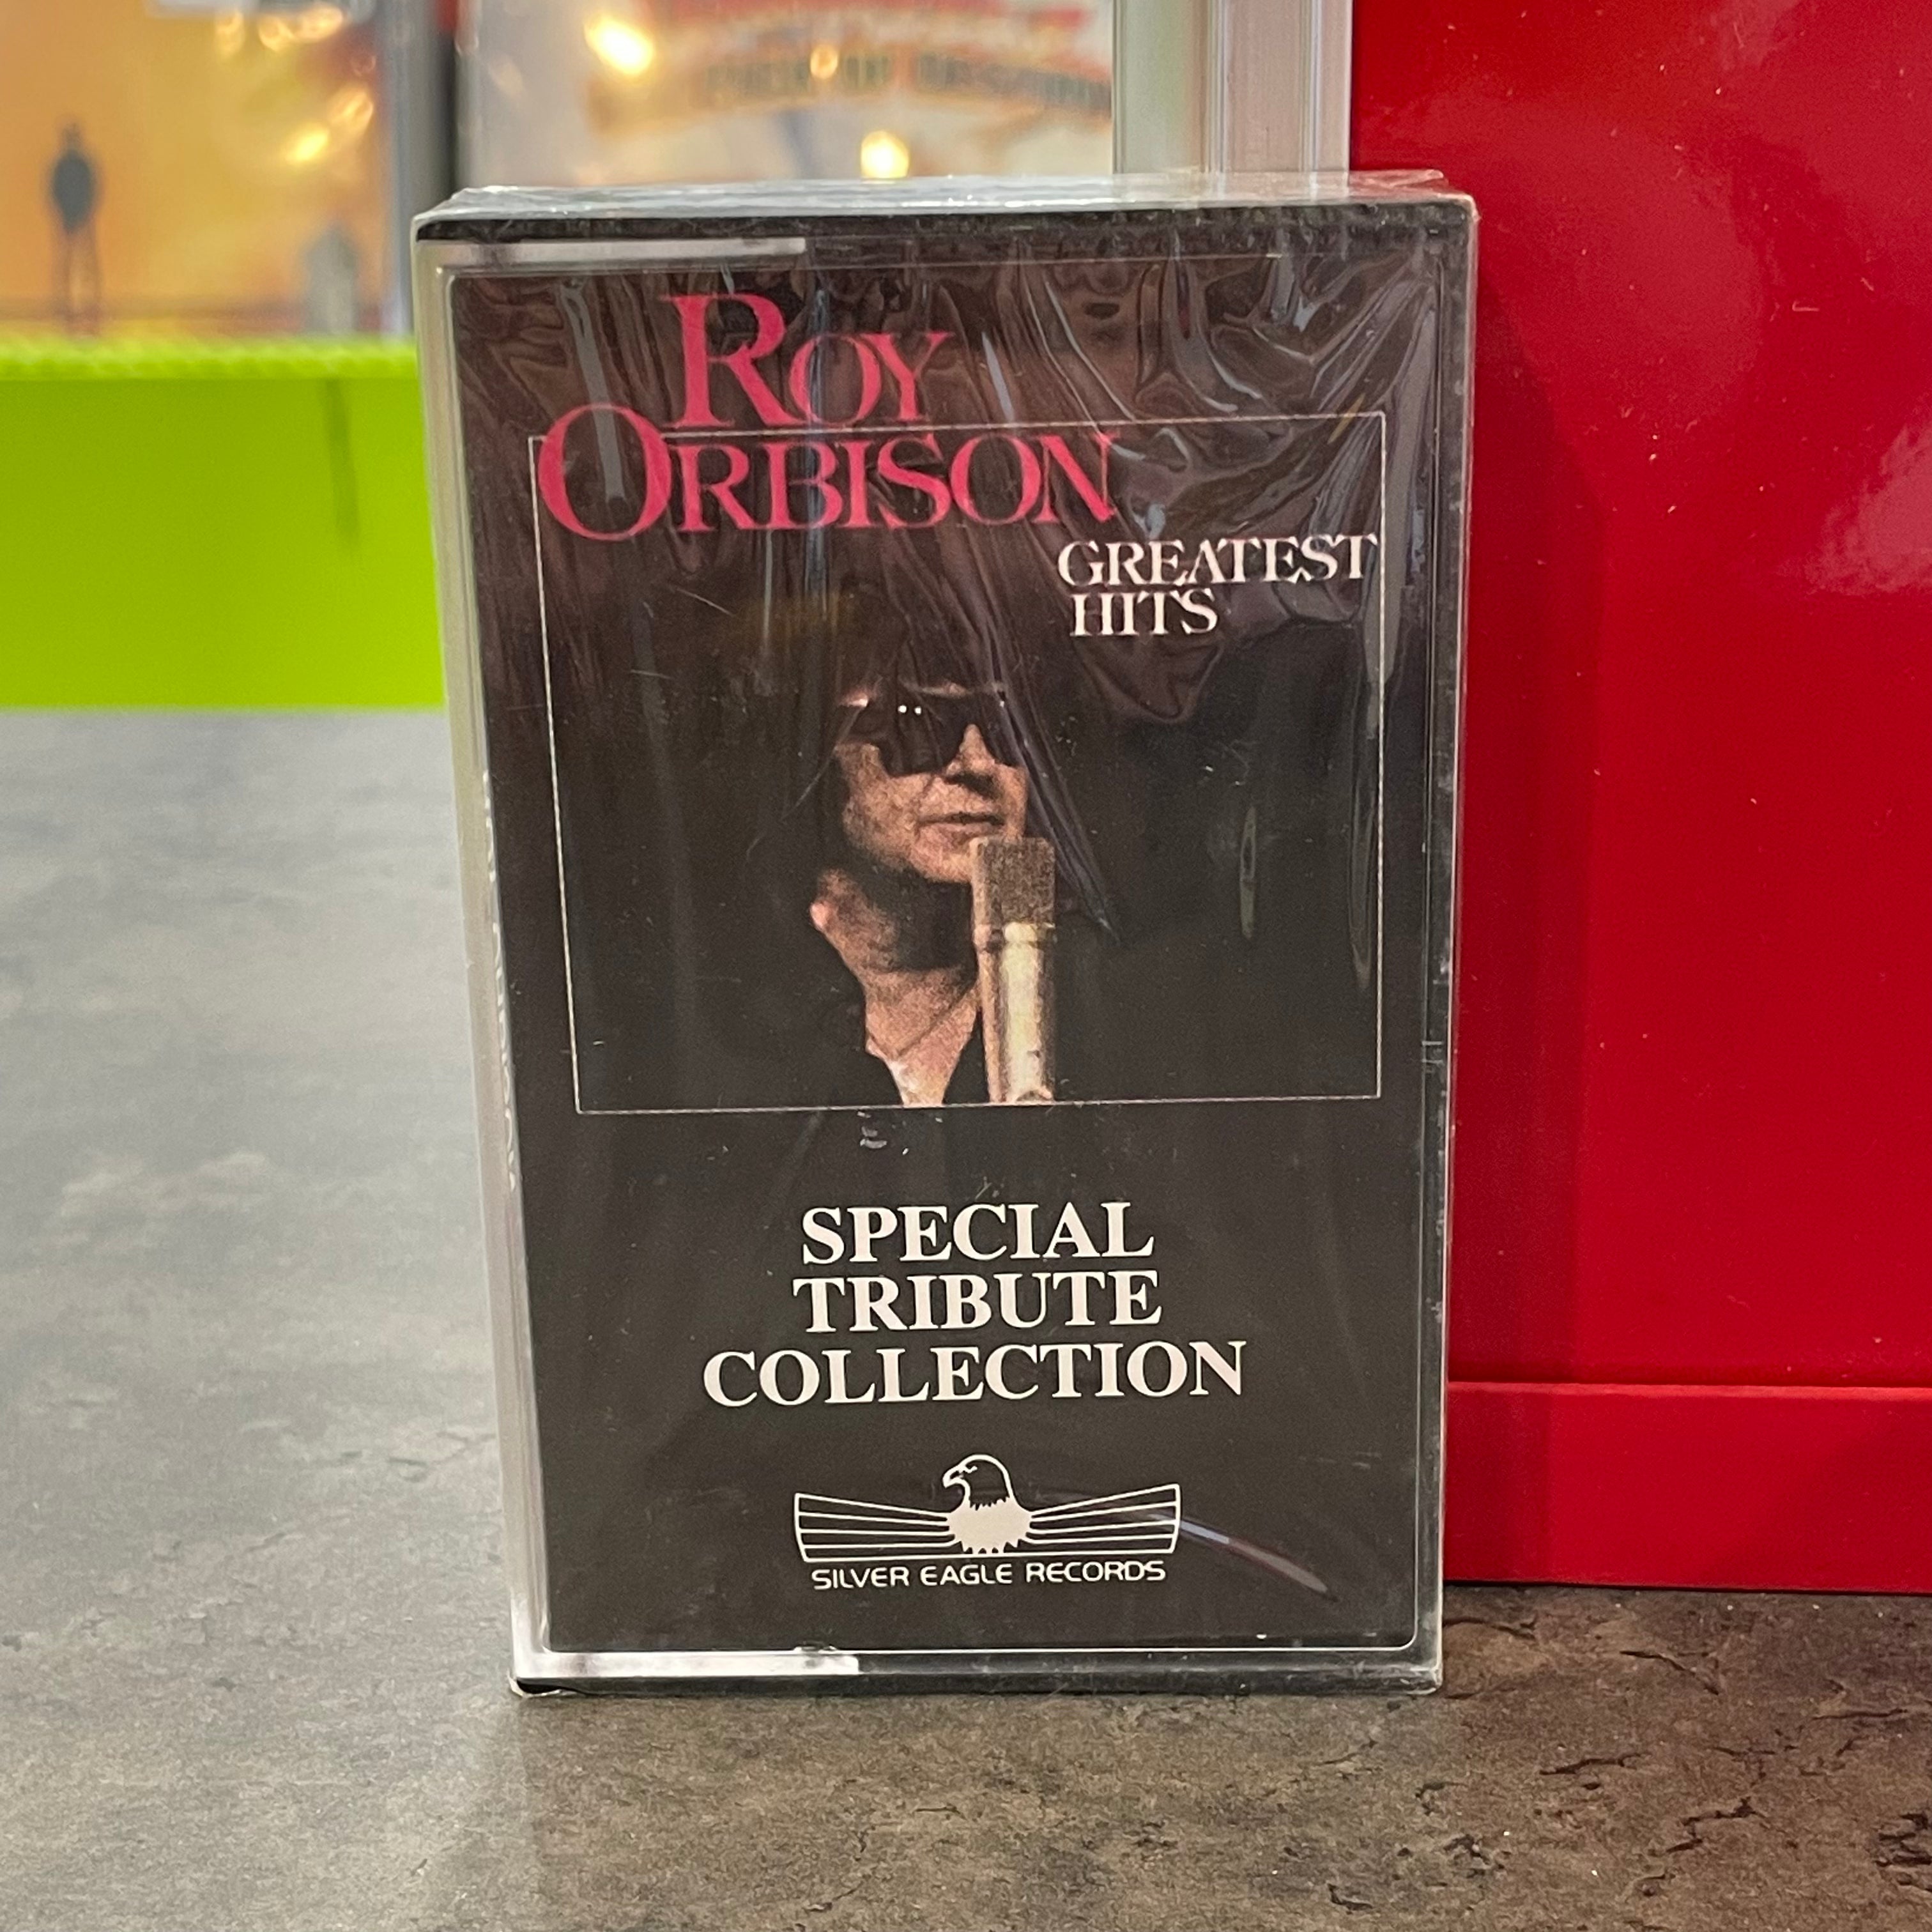 ROY
ORBISON
GREATEST
HITS
SPECIAL
TRIBUTE
COLLECTION
SILVER EAGLE RECORDS